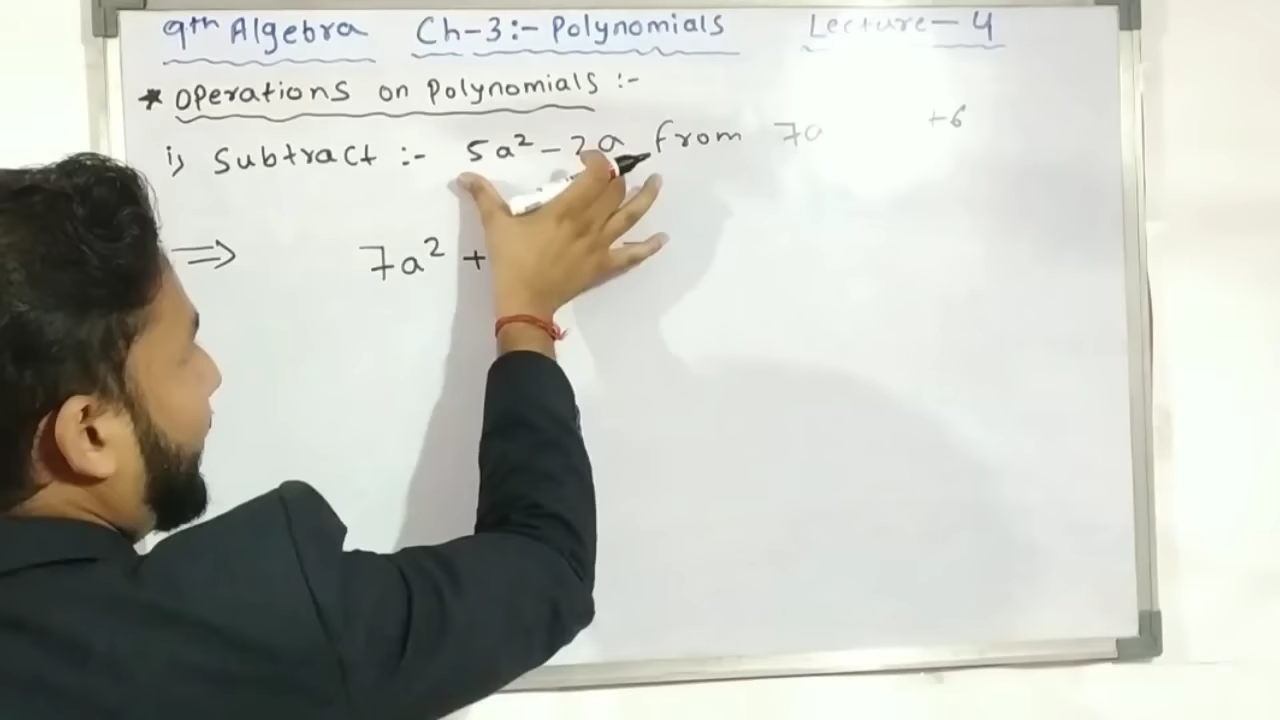 9th Algebra Ch-3:- Polynomials Lecture-4
* Operations on Polynomials :-
i) Subtract :- 5a² - 2a from 7a +6
⇒ 7a² +